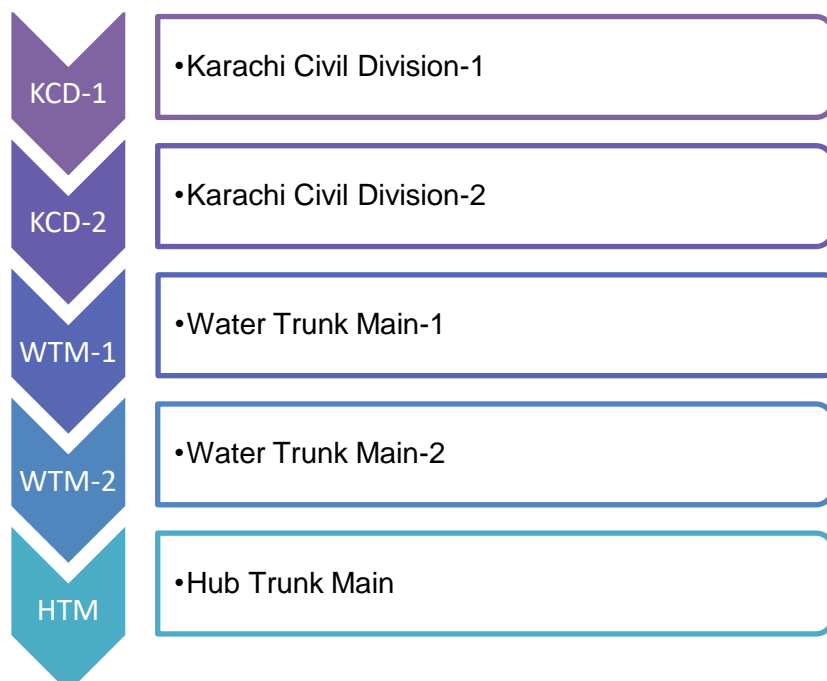 KCD-1
•Karachi Civil Division-1
KCD-2
•Karachi Civil Division-2
WTM-1
•Water Trunk Main-1
WTM-2
•Water Trunk Main-2
HTM
•Hub Trunk Main